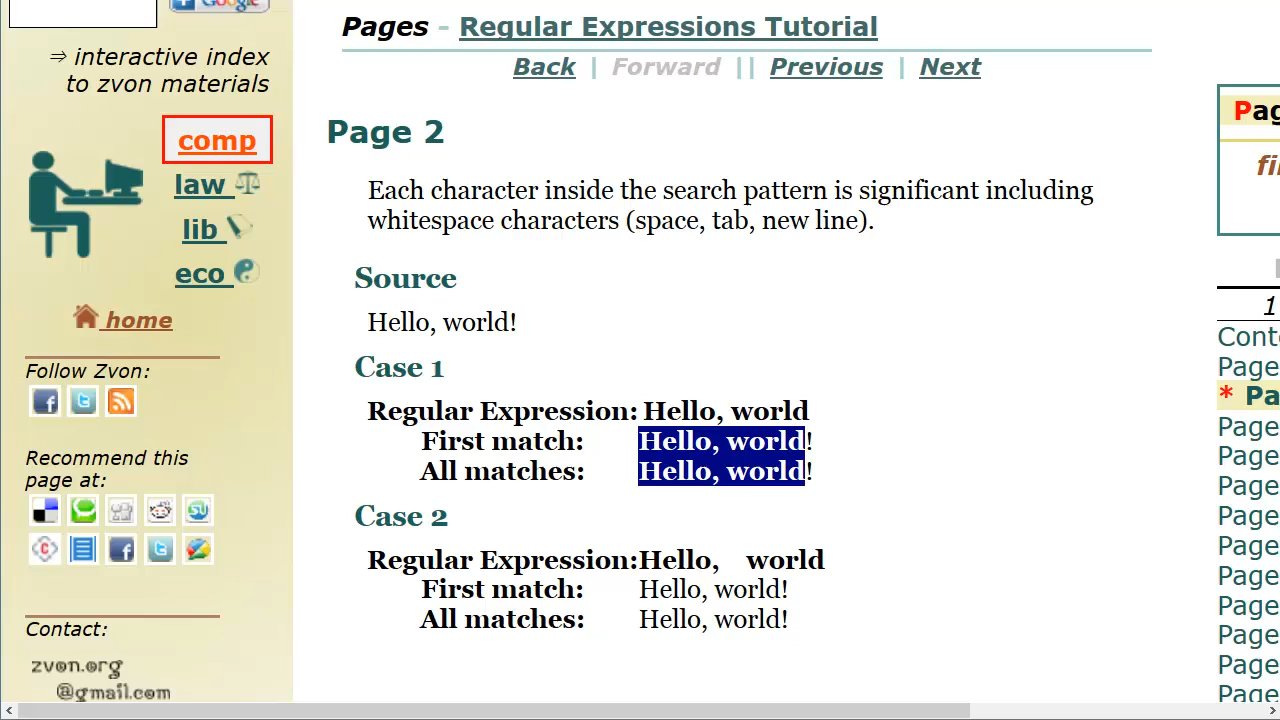 Google
⇒ interactive index
to zvon materials
comp
law
lib
eco
home
Follow Zvon:
Recommend this
page at:
Contact:
zvon.org
@gmail.com
Pages – Regular Expressions Tutorial
Back | Forward || Previous | Next
Page 2
Each character inside the search pattern is significant including
whitespace characters (space, tab, new line).
Source
Hello, world!
Case 1
Regular Expression: Hello, world
First match: Hello, world!
All matches: Hello, world!
Case 2
Regular Expression:Hello,    world
First match: Hello, world!
All matches: Hello, world!
1
* Pa
Page
Page
Page
Page
Page
Page
Page
Page
Page